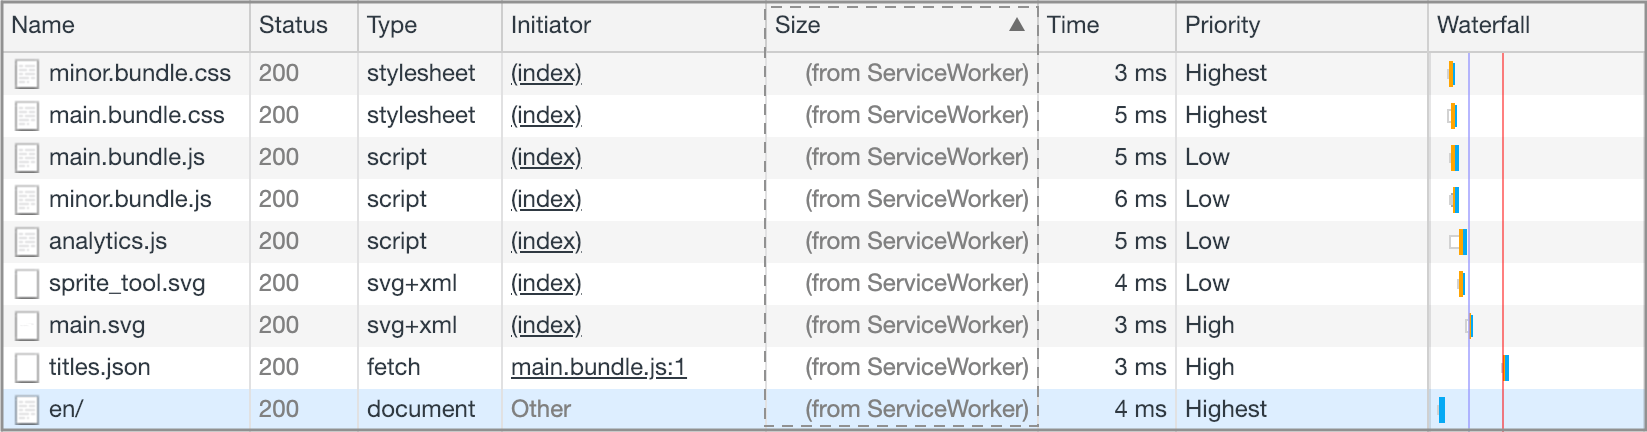 Name Status Type Initiator Size ▲ Time Priority Waterfall
minor.bundle.css 200 stylesheet (index) (from ServiceWorker) 3 ms Highest
main.bundle.css 200 stylesheet (index) (from ServiceWorker) 5 ms Highest
main.bundle.js 200 script (index) (from ServiceWorker) 5 ms Low
minor.bundle.js 200 script (index) (from ServiceWorker) 6 ms Low
analytics.js 200 script (index) (from ServiceWorker) 5 ms Low
sprite_tool.svg 200 svg+xml (index) (from ServiceWorker) 4 ms Low
main.svg 200 svg+xml (index) (from ServiceWorker) 3 ms High
titles.json 200 fetch main.bundle.js:1 (from ServiceWorker) 3 ms High
en/ 200 document Other (from ServiceWorker) 4 ms Highest